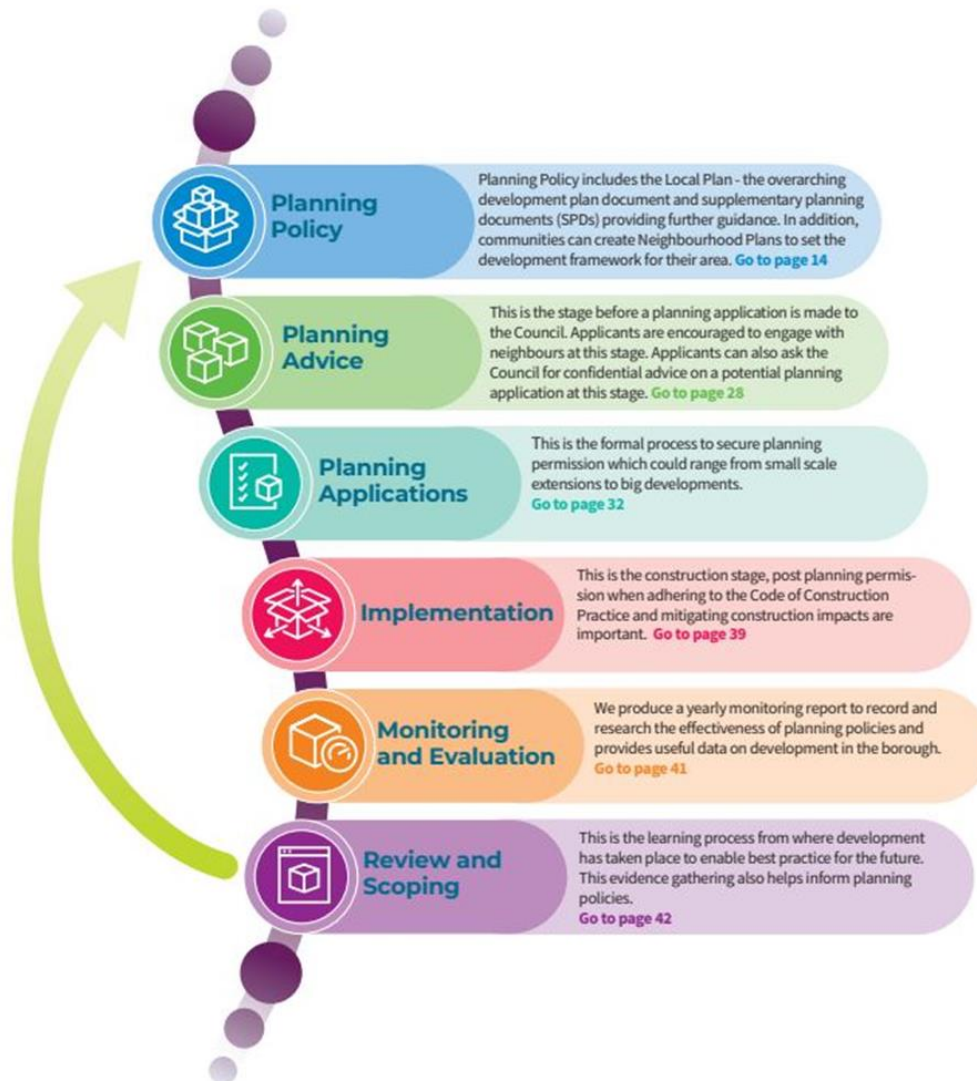 Planning
Policy
Planning Policy includes the Local Plan - the overarching
development plan document and supplementary planning
documents (SPDs) providing further guidance. In addition,
communities can create Neighbourhood Plans to set the
development framework for their area. Go to page 14
Planning
Advice
This is the stage before a planning application is made to
the Council. Applicants are encouraged to engage with
neighbours at this stage. Applicants can also ask the
Council for confidential advice on a potential planning
application at this stage. Go to page 28
Planning
Applications
This is the formal process to secure planning
permission which could range from small scale
extensions to big developments.
Go to page 32
Implementation
This is the construction stage, post planning permis-
sion when adhering to the Code of Construction
Practice and mitigating construction impacts are
important. Go to page 39
Monitoring
and Evaluation
We produce a yearly monitoring report to record and
research the effectiveness of planning policies and
provides useful data on development in the borough.
Go to page 41
Review and
Scoping
This is the learning process from where development
has taken place to enable best practice for the future.
This evidence gathering also helps inform planning
policies.
Go to page 42